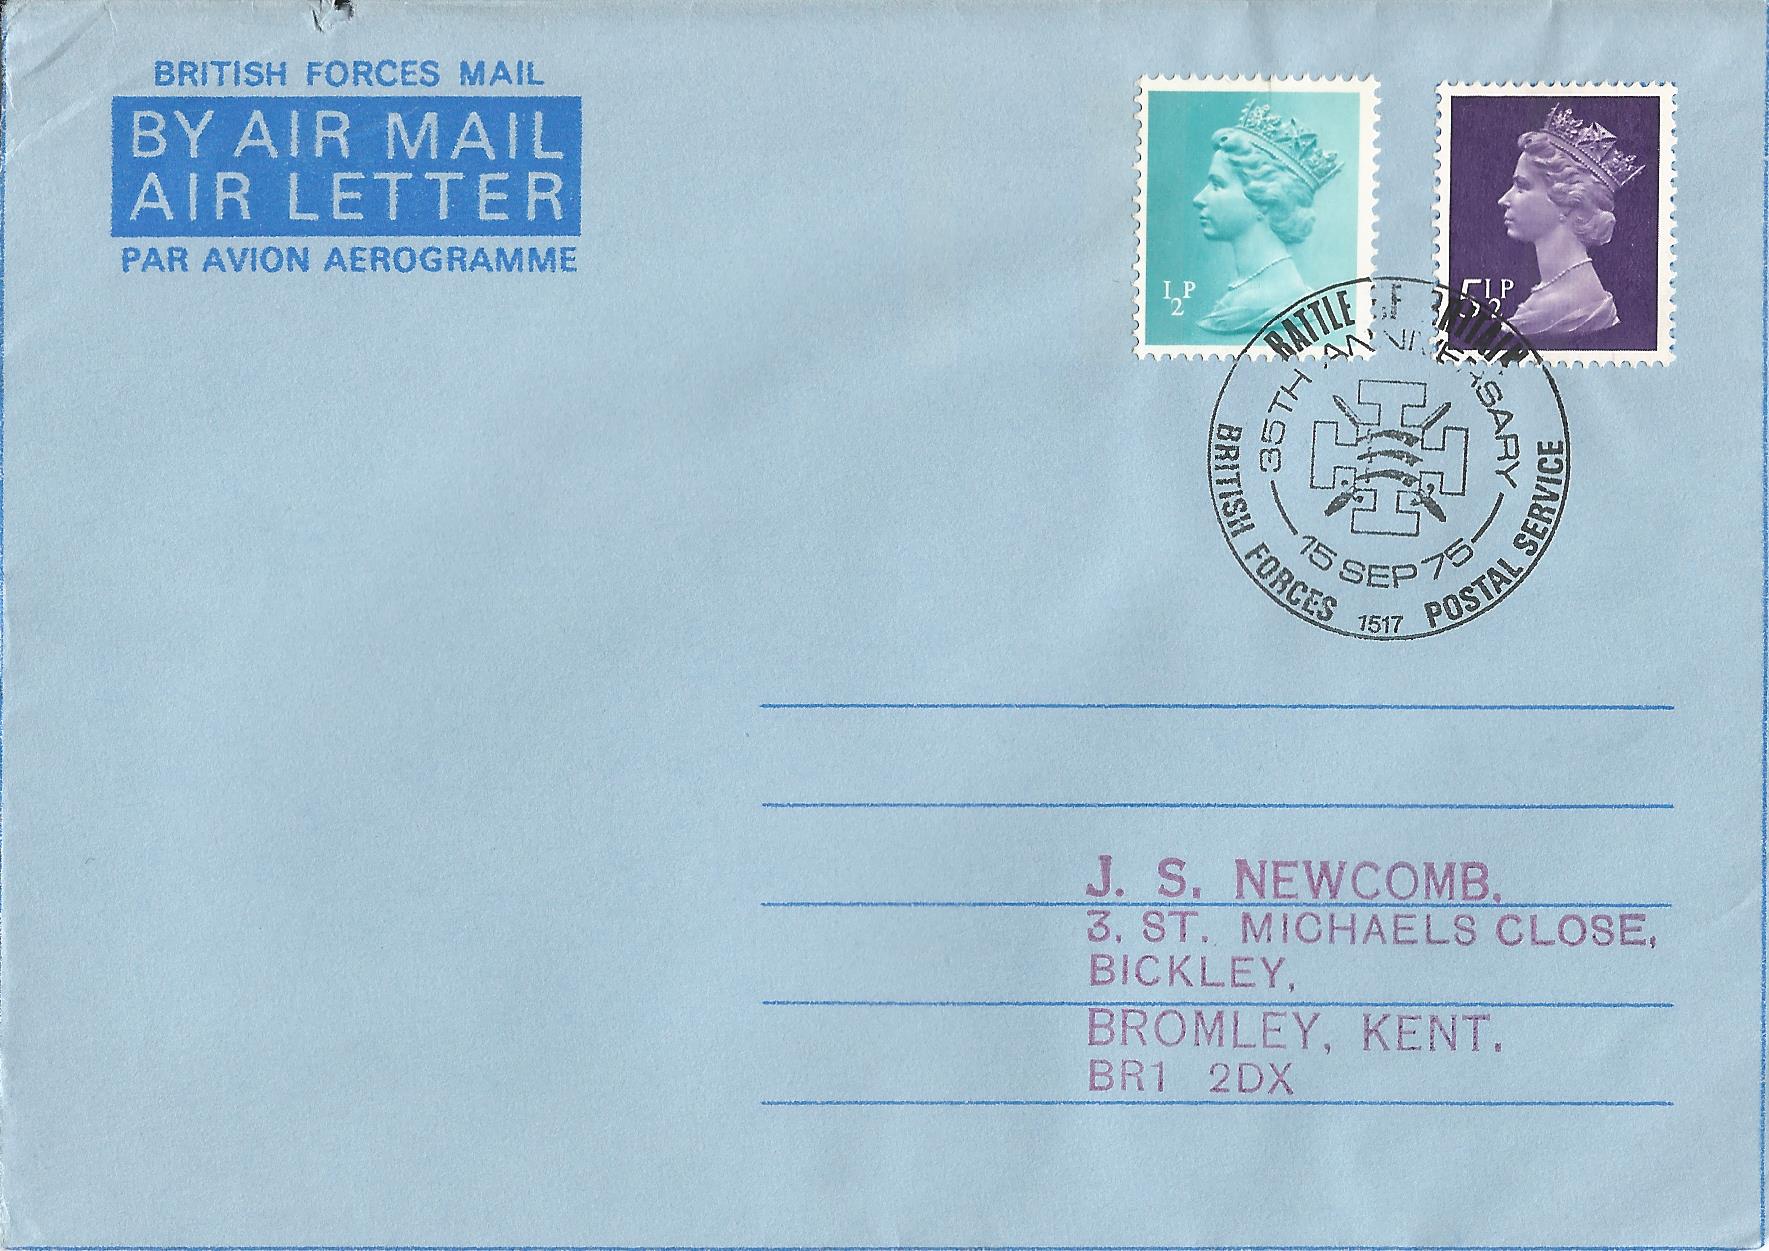 BRITISH FORCES MAIL
BY AIR MAIL
AIR LETTER
PAR AVION AEROGRAMME
½P
5½P
BATTLE OF BRITAIN
35TH ANNIVERSARY
15 SEP 75
BRITISH FORCES 1517 POSTAL SERVICE
J. S. NEWCOMB.
3. ST. MICHAELS CLOSE,
BICKLEY,
BROMLEY, KENT.
BR1 2DX